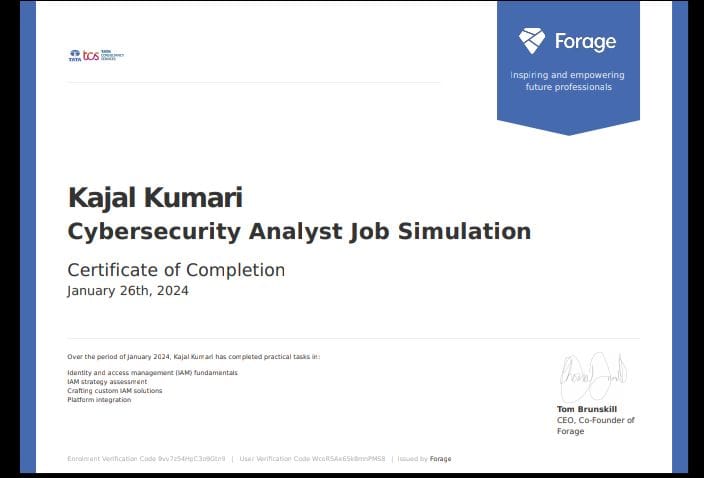 TATA
tcs
TATA
CONSULTANCY
SERVICES
Forage
Inspiring and empowering
future professionals
Kajal Kumari
Cybersecurity Analyst Job Simulation
Certificate of Completion
January 26th, 2024
Over the period of January 2024, Kajal Kumari has completed practical tasks in:
Identity and access management (IAM) fundamentals
IAM strategy assessment
Crafting custom IAM solutions
Platform integration
Tom Brunskill
CEO, Co-Founder of
Forage
Enrolment Verification Code | User Verification Code | Issued by Forage